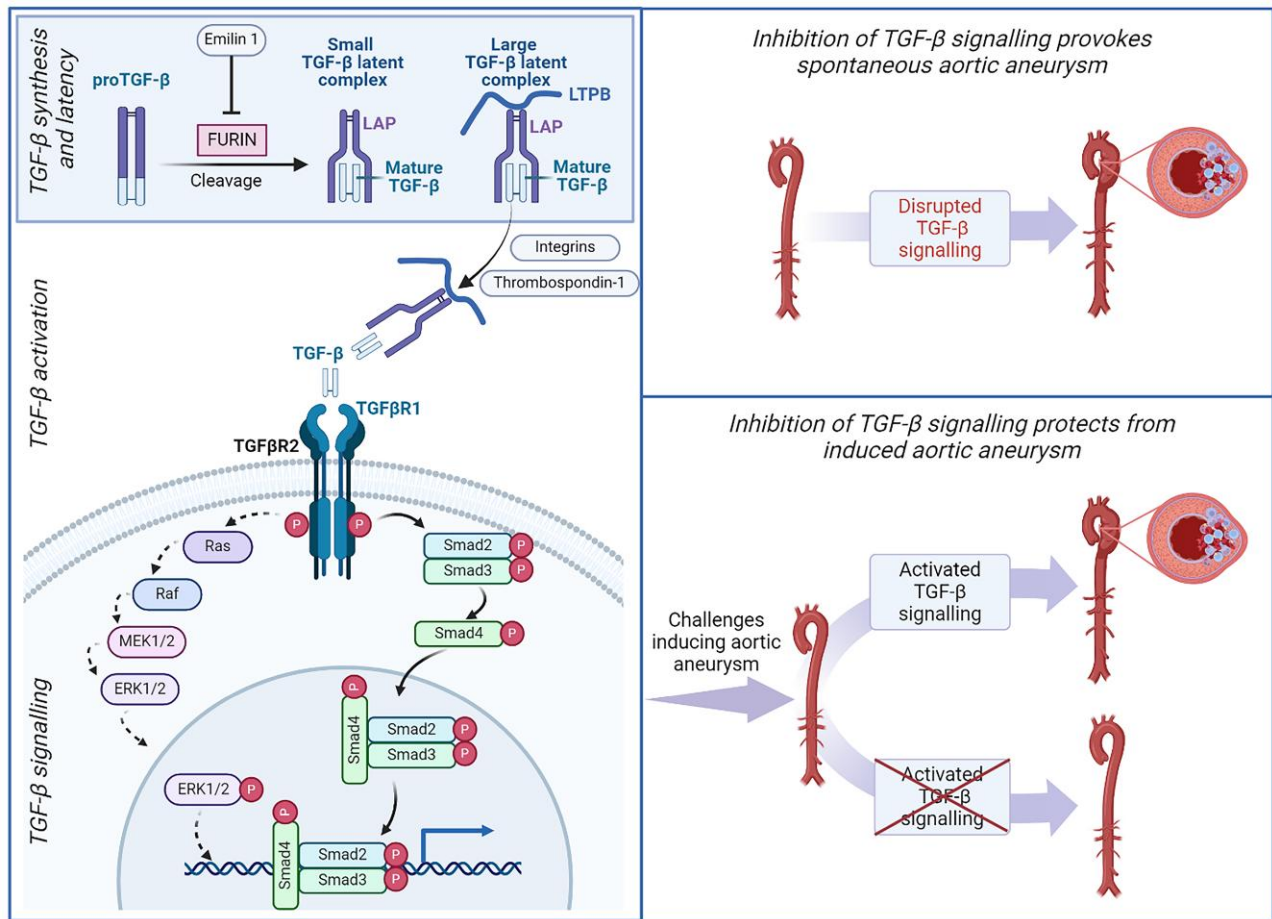 TGF-β synthesis
and latency
Emilin 1
proTGF-β
FURIN
Cleavage
Small
TGF-β latent
complex
LAP
Mature
TGF-β
Large
TGF-β latent
complex
LTPB
LAP
Mature
TGF-β
TGF-β activation
Integrins
Thrombospondin-1
TGF-β
TGFβR1
TGFβR2
TGF-β signalling
P
P
Ras
Raf
MEK1/2
ERK1/2
Smad2
P
Smad3
P
Smad4
P
P
Smad4
Smad2
P
Smad3
P
ERK1/2
P
P
Smad4
Smad2
P
Smad3
P
Inhibition of TGF-β signalling provokes
spontaneous aortic aneurysm
Disrupted
TGF-β
signalling
Inhibition of TGF-β signalling protects from
induced aortic aneurysm
Challenges
inducing aortic
aneurysm
Activated
TGF-β
signalling
Activated
TGF-β
signalling